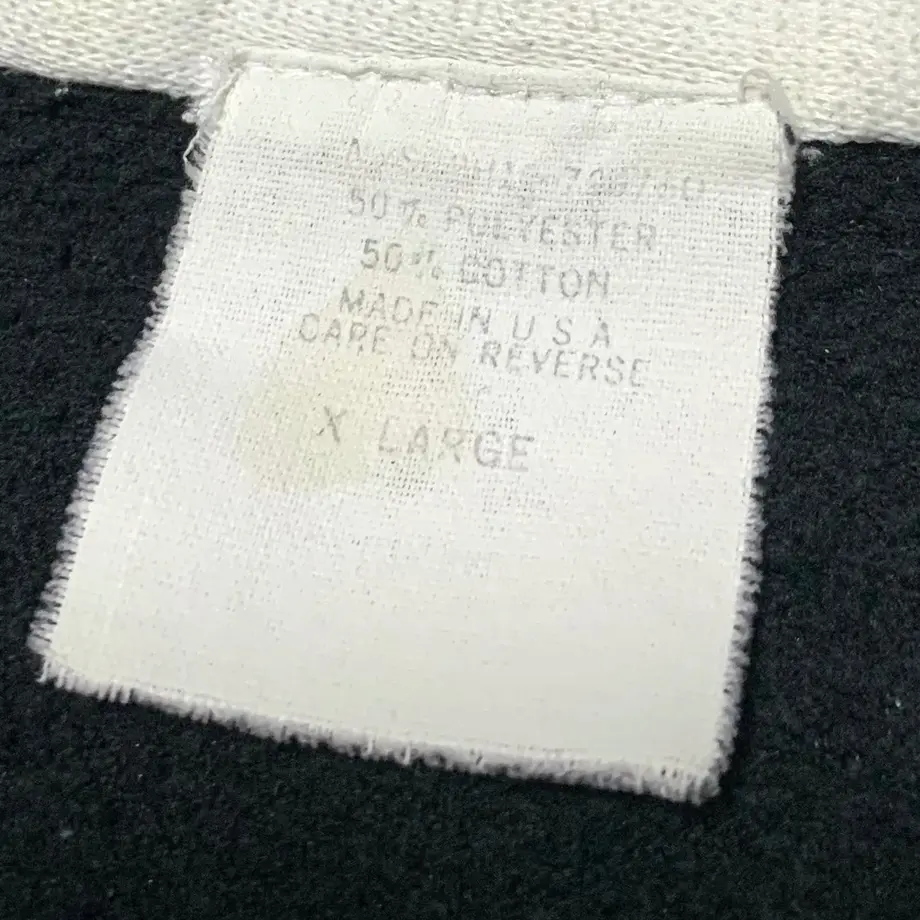 50% POLYESTER
50% COTTON
MADE IN U S A
CARE ON REVERSE
X LARGE